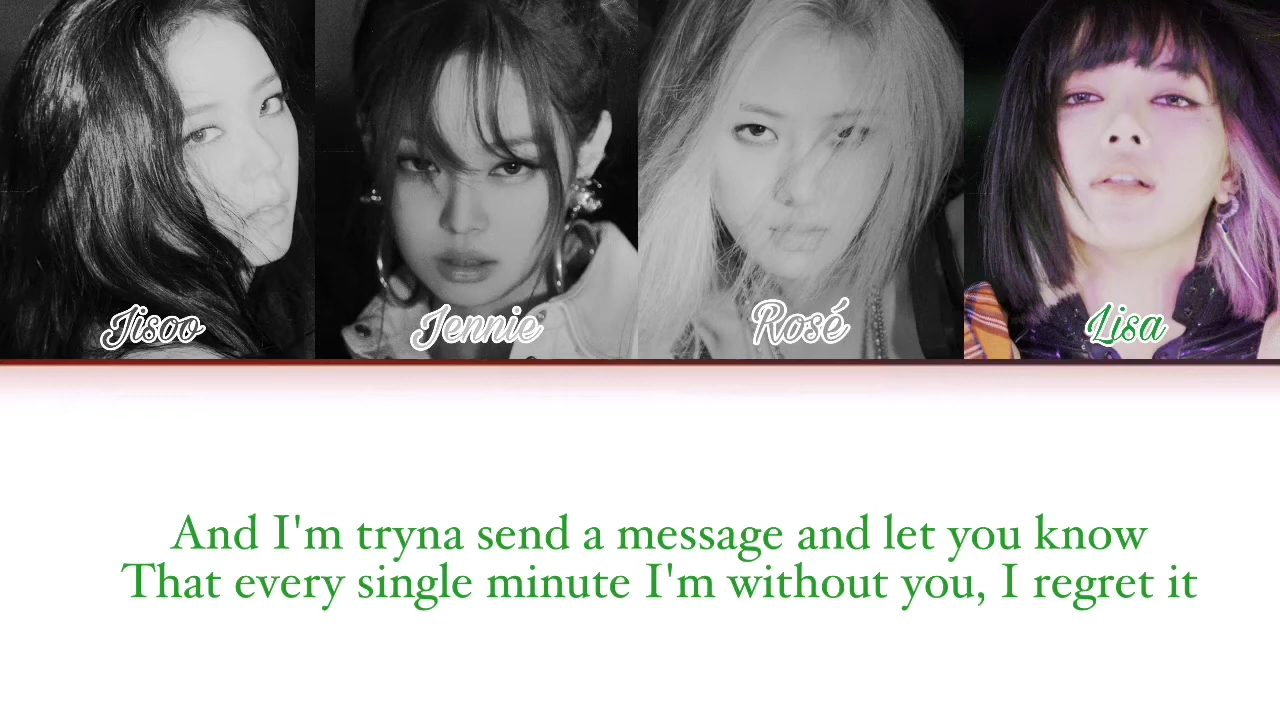 Jisoo
Jennie
Rosé
Lisa
And I'm tryna send a message and let you know
That every single minute I'm without you, I regret it